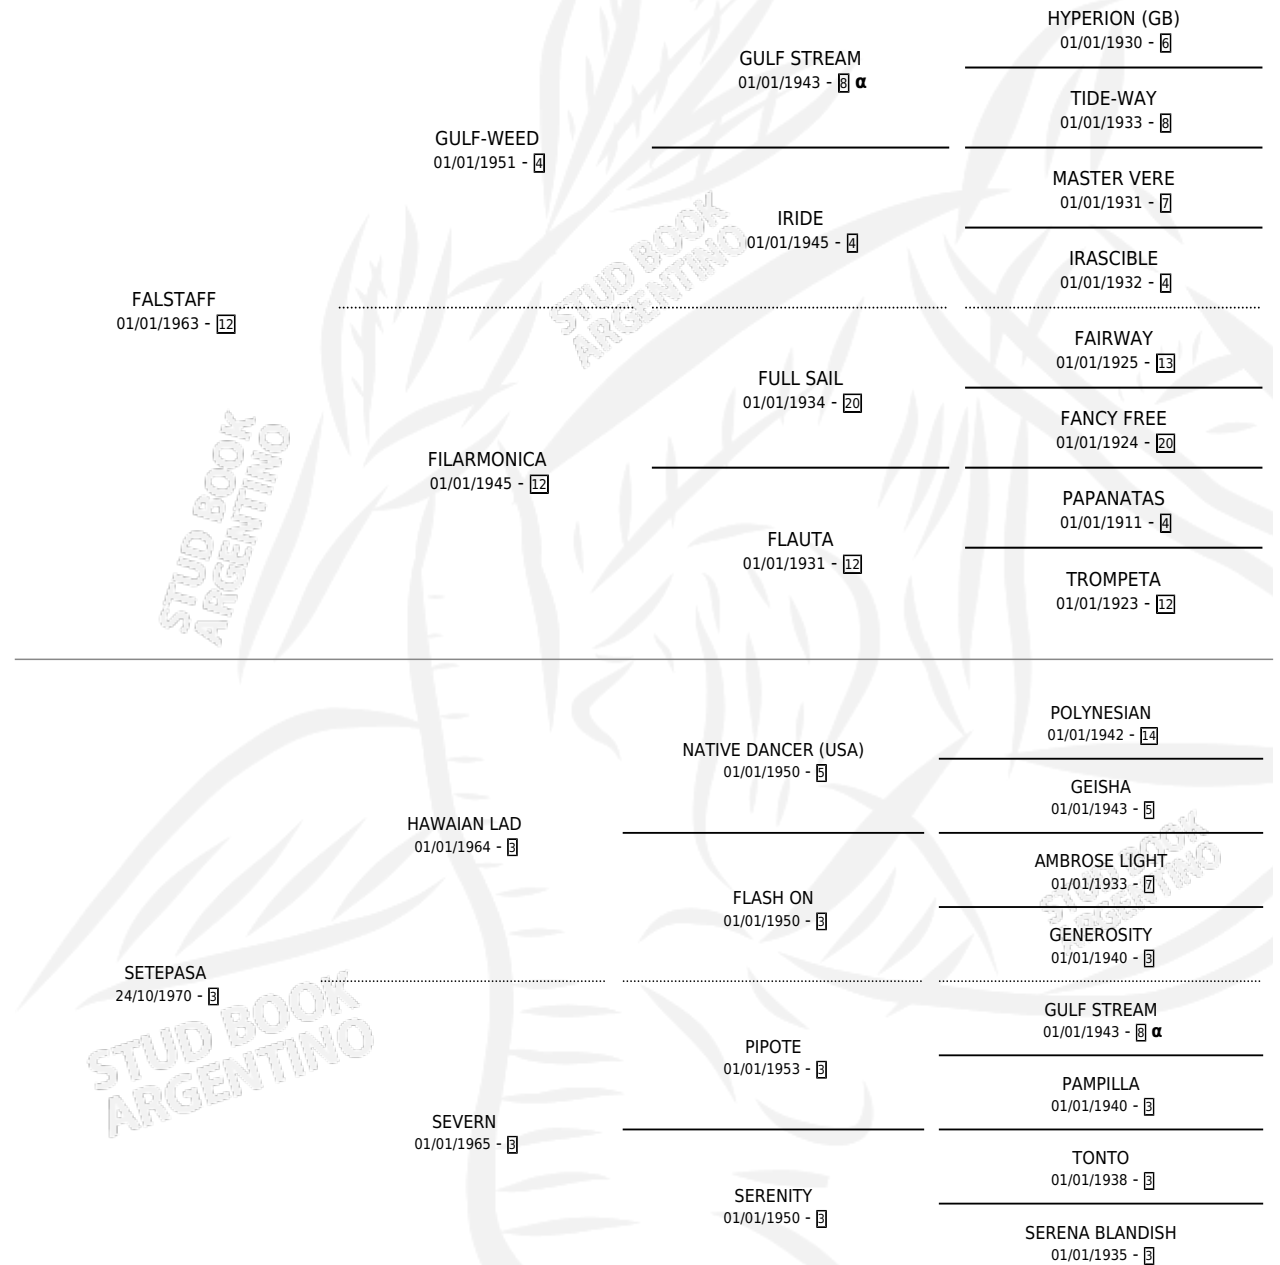 HYPERION (GB)
01/01/1930 - 6
GULF STREAM
01/01/1943 - 8 α
TIDE-WAY
01/01/1933 - 8
GULF-WEED
01/01/1951 - 4
MASTER VERE
01/01/1931 - 7
IRIDE
01/01/1945 - 4
IRASCIBLE
01/01/1932 - 4
STUD BOOK
ARGENTINO
FALSTAFF
01/01/1963 - 12
FAIRWAY
01/01/1925 - 13
FULL SAIL
01/01/1934 - 20
FANCY FREE
01/01/1924 - 20
FILARMONICA
01/01/1945 - 12
PAPANATAS
01/01/1911 - 4
FLAUTA
01/01/1931 - 12
TROMPETA
01/01/1923 - 12
STUD BOOK
ARGENTINO
POLYNESIAN
01/01/1942 - 14
NATIVE DANCER (USA)
01/01/1950 - 5
GEISHA
01/01/1943 - 5
HAWAIAN LAD
01/01/1964 - 3
AMBROSE LIGHT
01/01/1933 - 7
FLASH ON
01/01/1950 - 3
GENEROSITY
01/01/1940 - 3
STUD BOOK
ARGENTINO
SETEPASA
24/10/1970 - 3
GULF STREAM
01/01/1943 - 8 α
PIPOTE
01/01/1953 - 3
PAMPILLA
01/01/1940 - 3
STUD BOOK
ARGENTINO
SEVERN
01/01/1965 - 3
TONTO
01/01/1938 - 3
SERENITY
01/01/1950 - 3
SERENA BLANDISH
01/01/1935 - 3